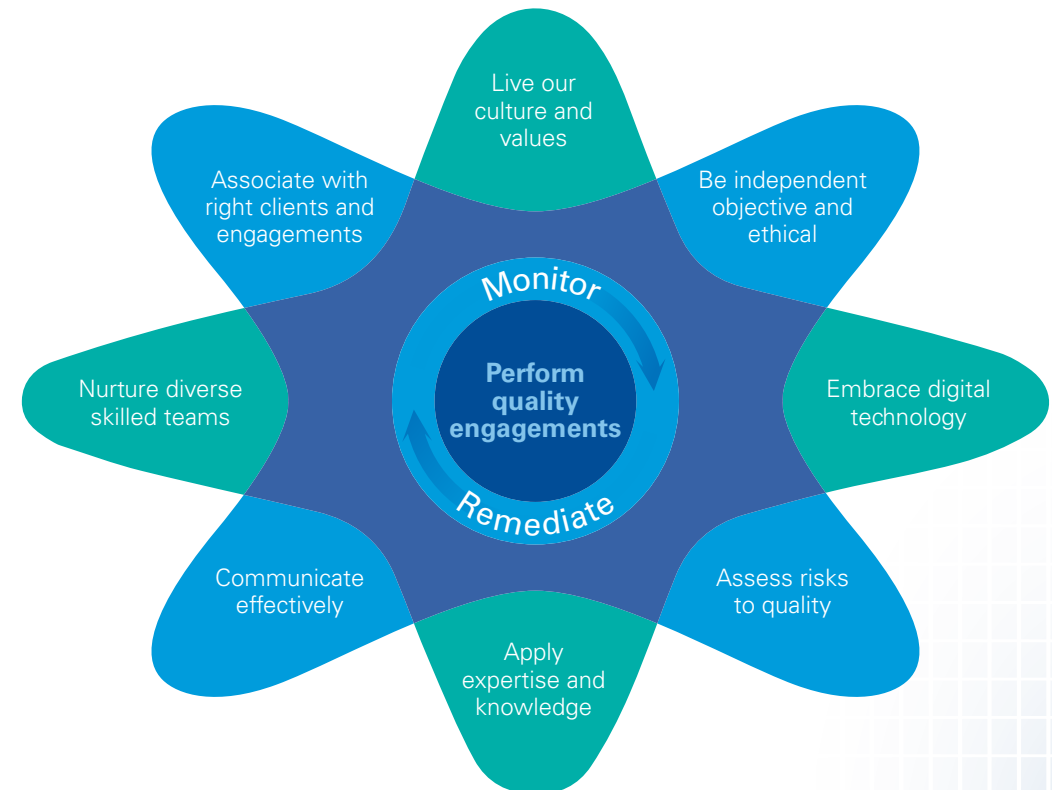 Live our
culture and
values
Be independent
objective and
ethical
Embrace digital
technology
Assess risks
to quality
Apply
expertise and
knowledge
Communicate
effectively
Nurture diverse
skilled teams
Associate with
right clients and
engagements
Monitor
Perform
quality
engagements
Remediate